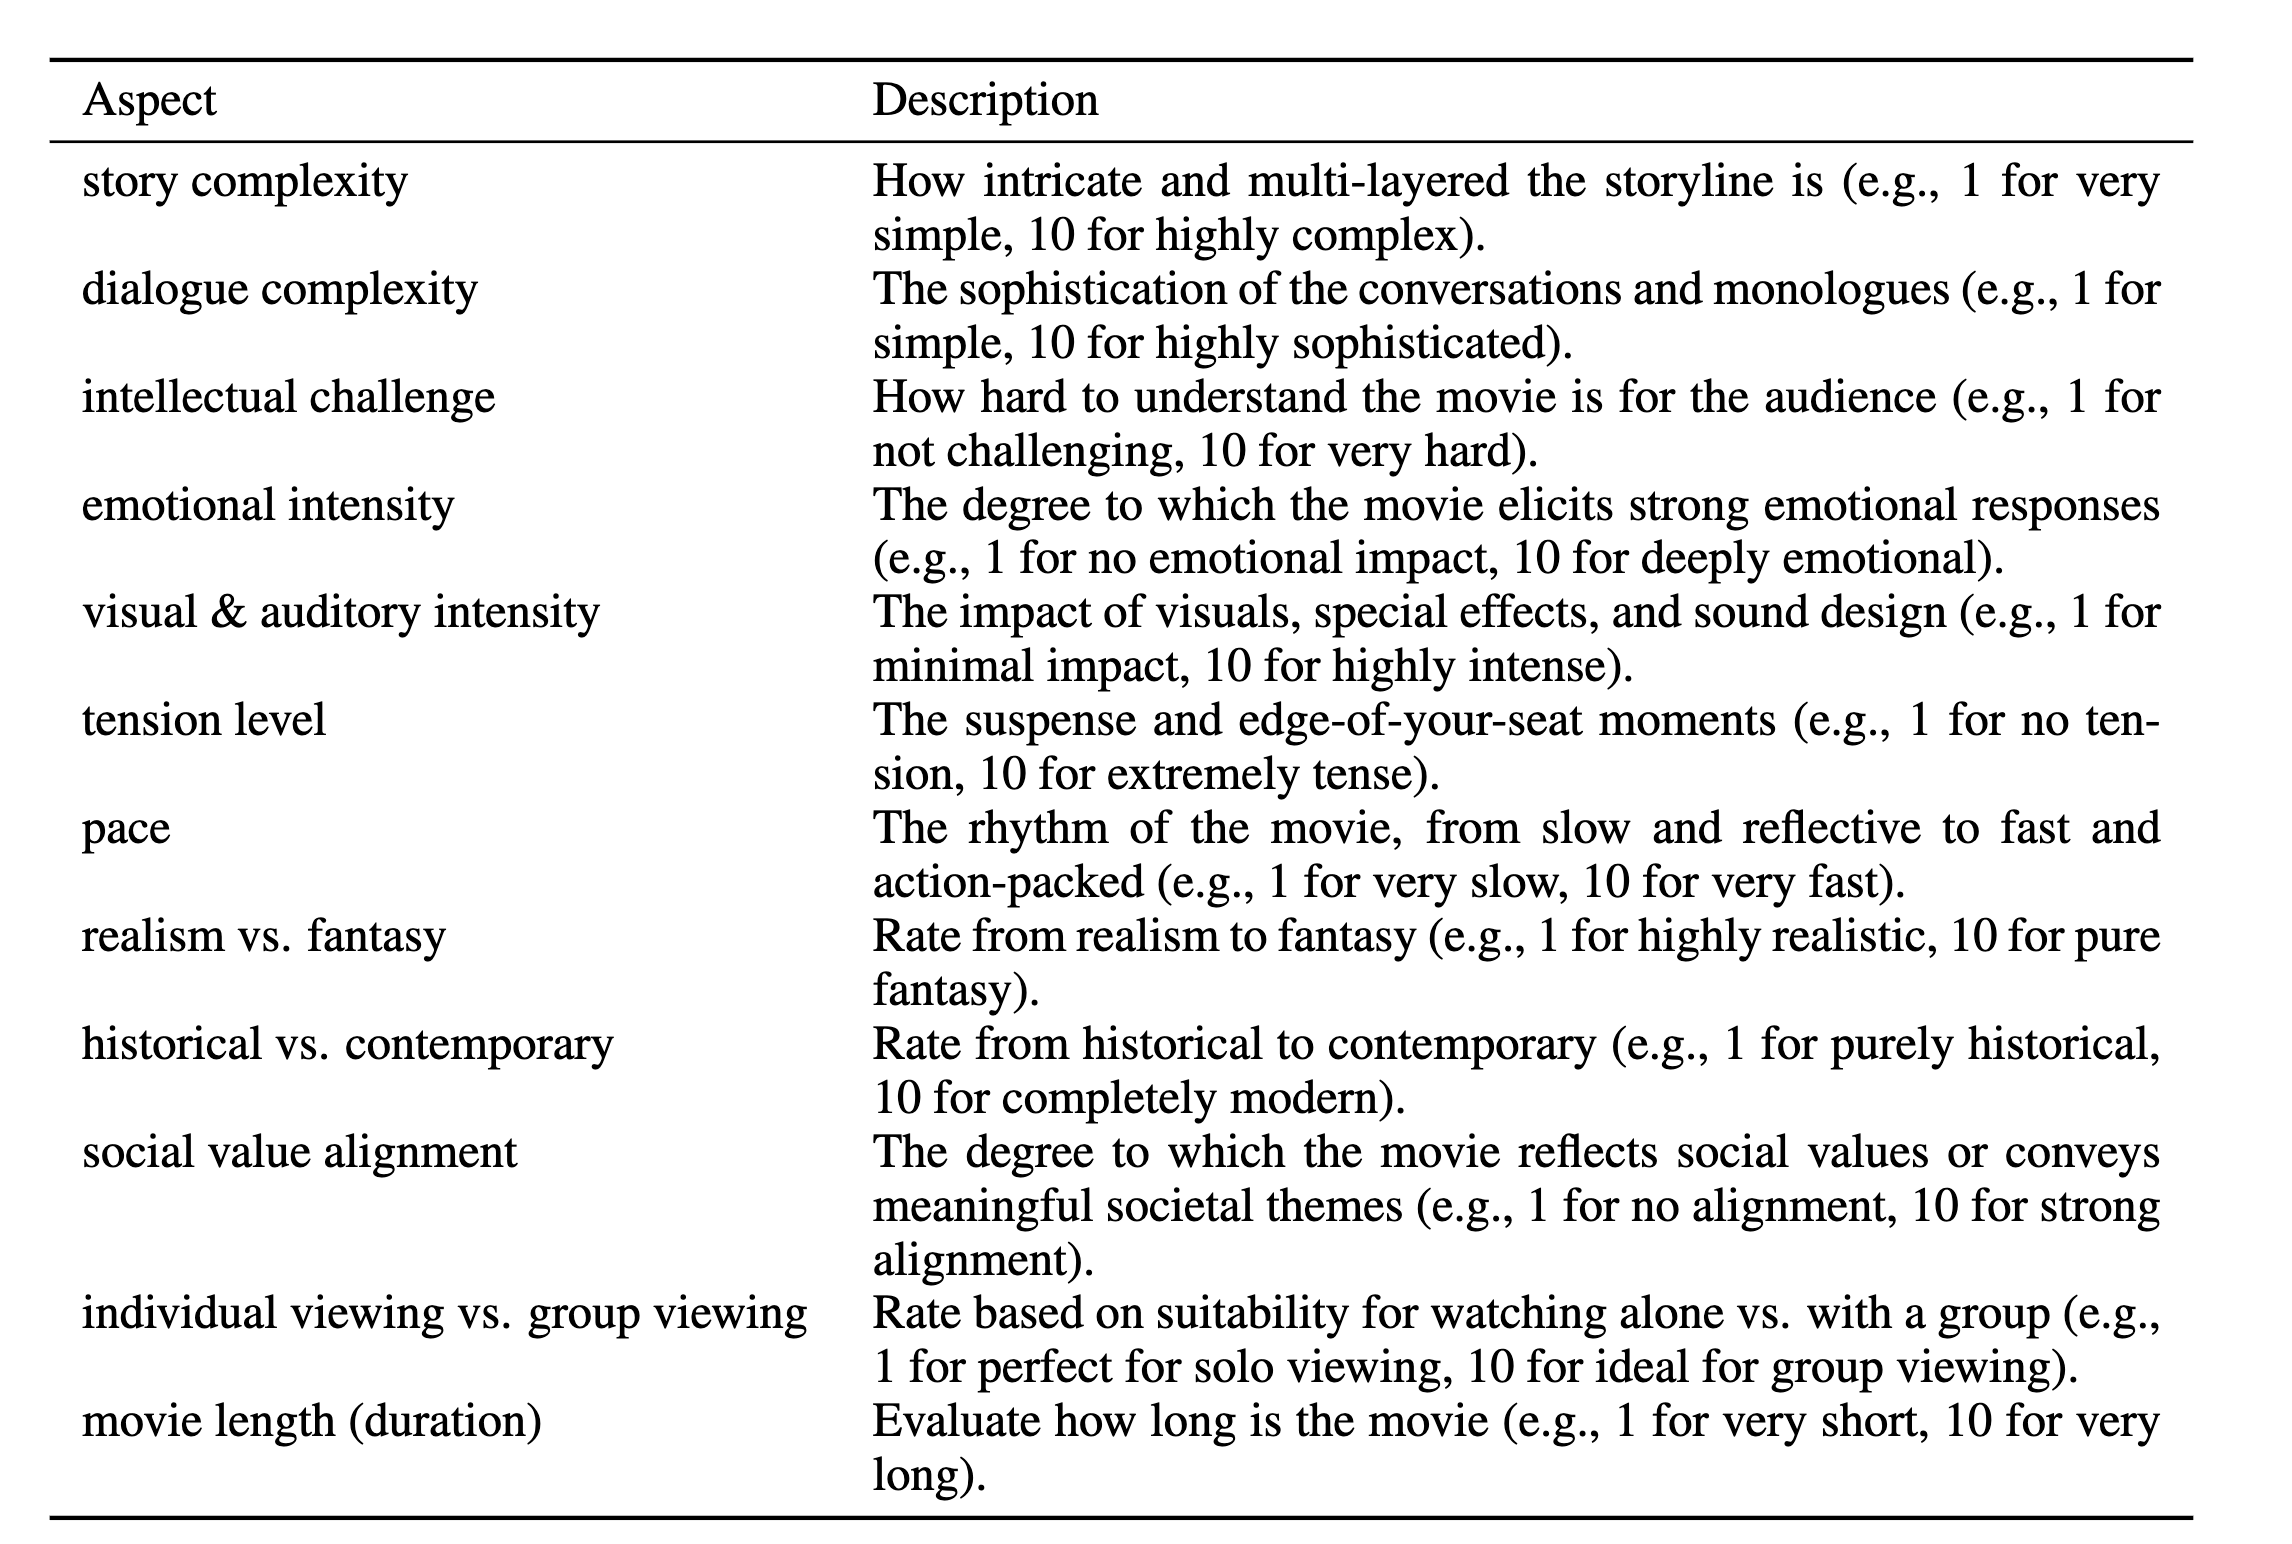 Aspect Description
story complexity How intricate and multi-layered the storyline is (e.g., 1 for very
simple, 10 for highly complex).
dialogue complexity The sophistication of the conversations and monologues (e.g., 1 for
simple, 10 for highly sophisticated).
intellectual challenge How hard to understand the movie is for the audience (e.g., 1 for
not challenging, 10 for very hard).
emotional intensity The degree to which the movie elicits strong emotional responses
(e.g., 1 for no emotional impact, 10 for deeply emotional).
visual & auditory intensity The impact of visuals, special effects, and sound design (e.g., 1 for
minimal impact, 10 for highly intense).
tension level The suspense and edge-of-your-seat moments (e.g., 1 for no ten-
sion, 10 for extremely tense).
pace The rhythm of the movie, from slow and reflective to fast and
action-packed (e.g., 1 for very slow, 10 for very fast).
realism vs. fantasy Rate from realism to fantasy (e.g., 1 for highly realistic, 10 for pure
fantasy).
historical vs. contemporary Rate from historical to contemporary (e.g., 1 for purely historical,
10 for completely modern).
social value alignment The degree to which the movie reflects social values or conveys
meaningful societal themes (e.g., 1 for no alignment, 10 for strong
alignment).
individual viewing vs. group viewing Rate based on suitability for watching alone vs. with a group (e.g.,
1 for perfect for solo viewing, 10 for ideal for group viewing).
movie length (duration) Evaluate how long is the movie (e.g., 1 for very short, 10 for very
long).